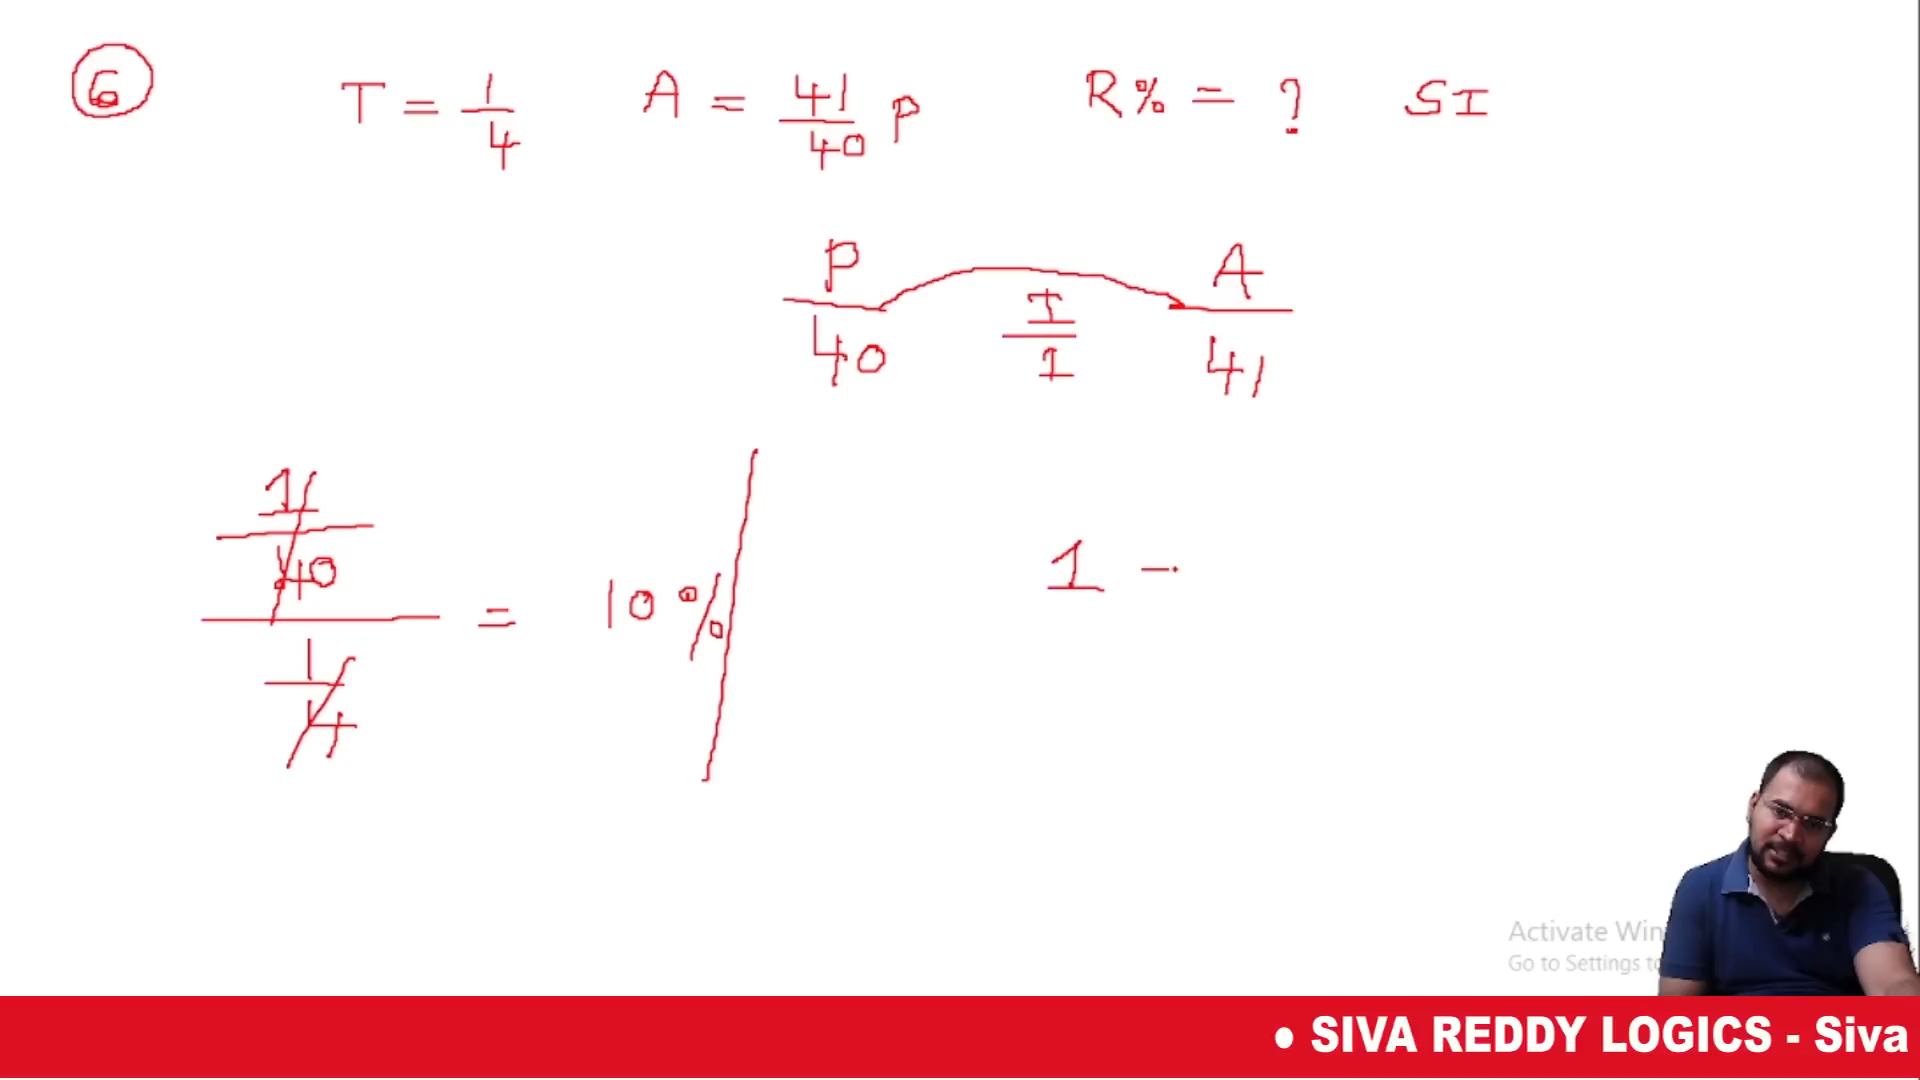 6 T = 1/4 A = 41/40 P R% = ? SI
P I A
40 1 41
1/40
1/4
= 10%
1 -
Activate Win
Go to Settings to
• SIVA REDDY LOGICS - Siva